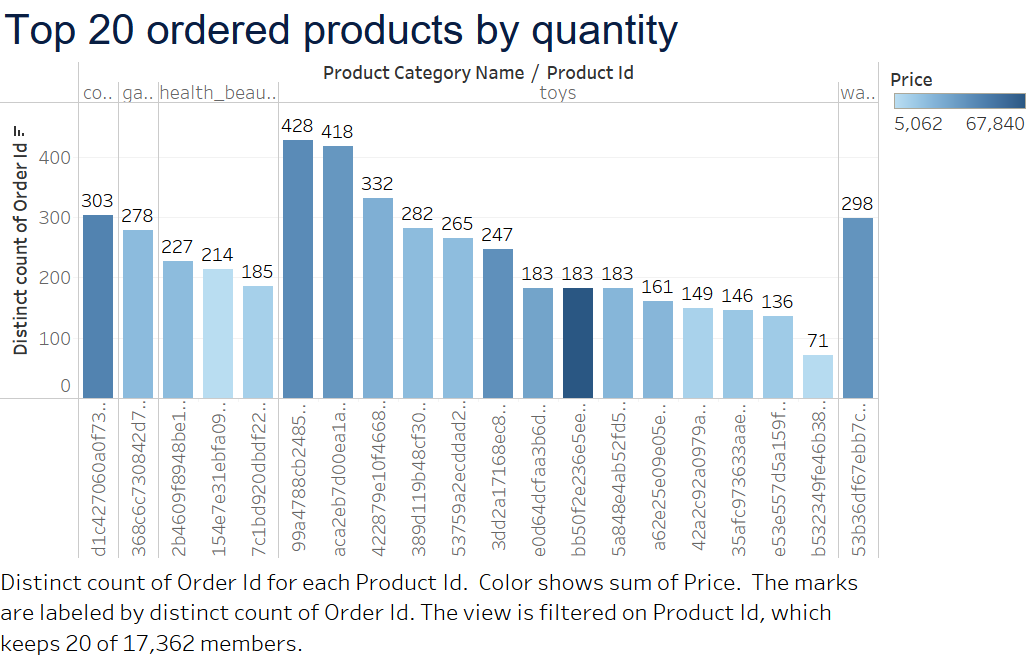 Top 20 ordered products by quantity
Product Category Name / Product Id
co.. ga.. health_beau.. toys wa..
Price
5,062 67,840
Distinct count of Order Id
400
300
200
100
0
303 278 227 214 185 428 418 332 282 265 247 183 183 183 161 149 146 136 71 298
d1c427060a0f73..
368c6c730842d7..
2b4609f8948be1..
154e7e31ebfa09..
7c1bd920dbdf22..
99a4788cb2485..
aca2eb7d00ea1a..
422879e10f4668..
389d119b48cf30..
53759a2ecddad2..
3dd2a17168ec8..
e0d64dcfaa3b6d..
bb50f2e236e5ee..
5a848e4ab52fd5..
a62e25e09e05e..
42a2c92a0979a..
35afc973633aae..
e53e557d5a159f..
b532349fe46b38..
53b36df67ebb7c..
Distinct count of Order Id for each Product Id.  Color shows sum of Price.  The marks
are labeled by distinct count of Order Id. The view is filtered on Product Id, which
keeps 20 of 17,362 members.